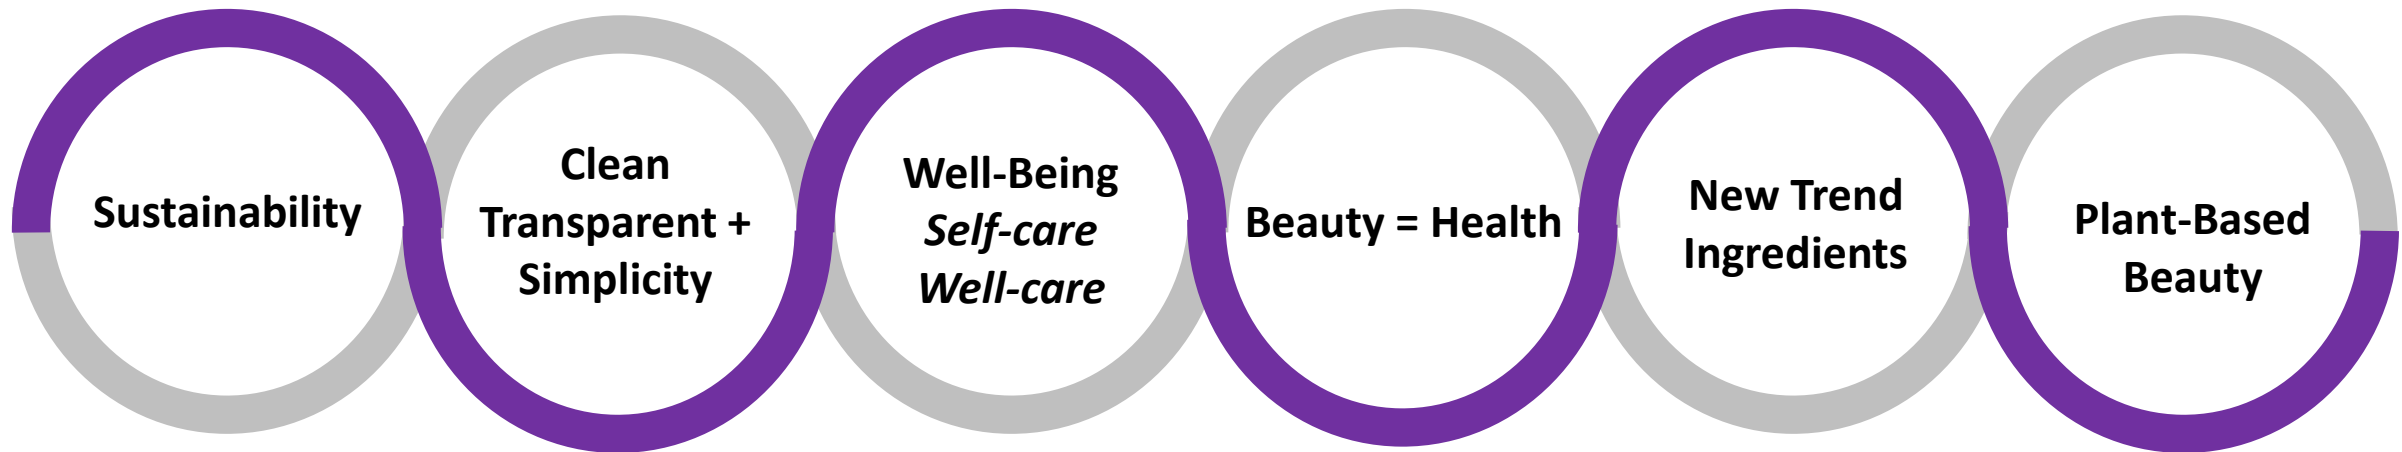 Sustainability
Clean
Transparent +
Simplicity
Well-Being
Self-care
Well-care
Beauty = Health
New Trend
Ingredients
Plant-Based
Beauty